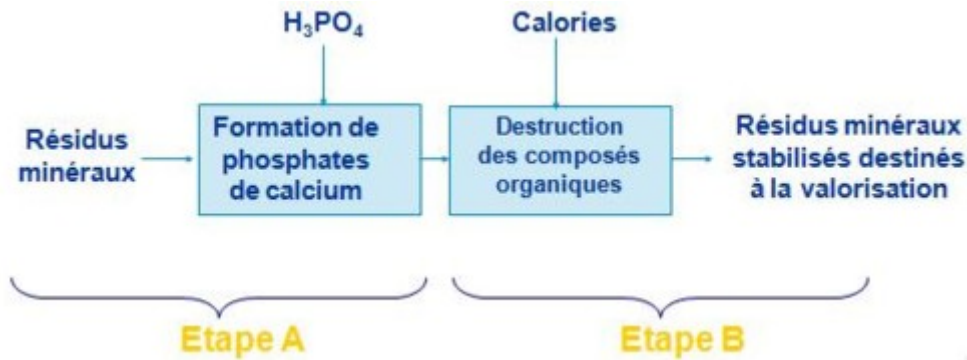 H₃PO₄
Calories
Résidus
minéraux
Formation de
phosphates
de calcium
Destruction
des composés
organiques
Résidus minéraux
stabilisés destinés
à la valorisation
Etape A
Etape B